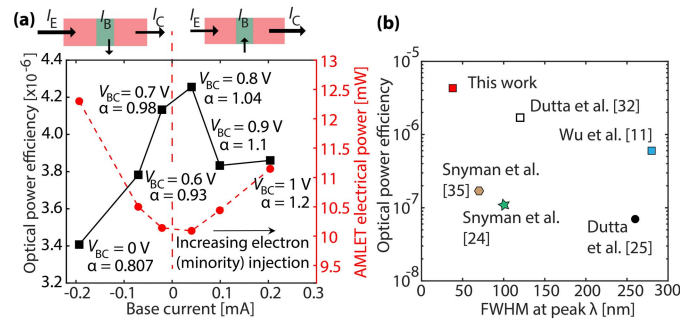 (a)
I_E I_B I_C
I_E I_B I_C
Optical power efficiency [x10⁻⁶]
4.4
4.2
4.0
3.8
3.6
3.4
V_BC = 0.7 V
α = 0.98
V_BC = 0.8 V
α = 1.04
V_BC = 0.9 V
α = 1.1
V_BC = 0.6 V
α = 0.93
V_BC = 1 V
α = 1.2
V_BC = 0 V
α = 0.807
Increasing electron
(minority) injection
-0.2 -0.1 0 0.1 0.2 0.3
Base current [mA]
13
12.5
12
11.5
11
10.5
10
9.5
AMLET electrical power [mW]
(b)
Optical power efficiency
10⁻⁵
10⁻⁶
10⁻⁷
10⁻⁸
This work
Dutta et al. [32]
Wu et al. [11]
Snyman et al.
[35]
Snyman et al.
[24]
Dutta
et al. [25]
0 50 100 150 200 250 300
FWHM at peak λ [nm]